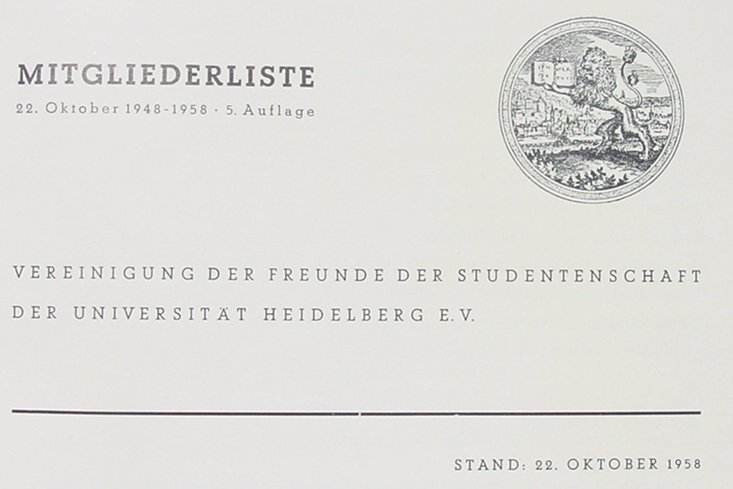 MITGLIEDERLISTE
22. Oktober 1948-1958 · 5. Auflage
VEREINIGUNG DER FREUNDE DER STUDENTENSCHAFT
DER UNIVERSITÄT HEIDELBERG E.V.
STAND: 22. OKTOBER 1958